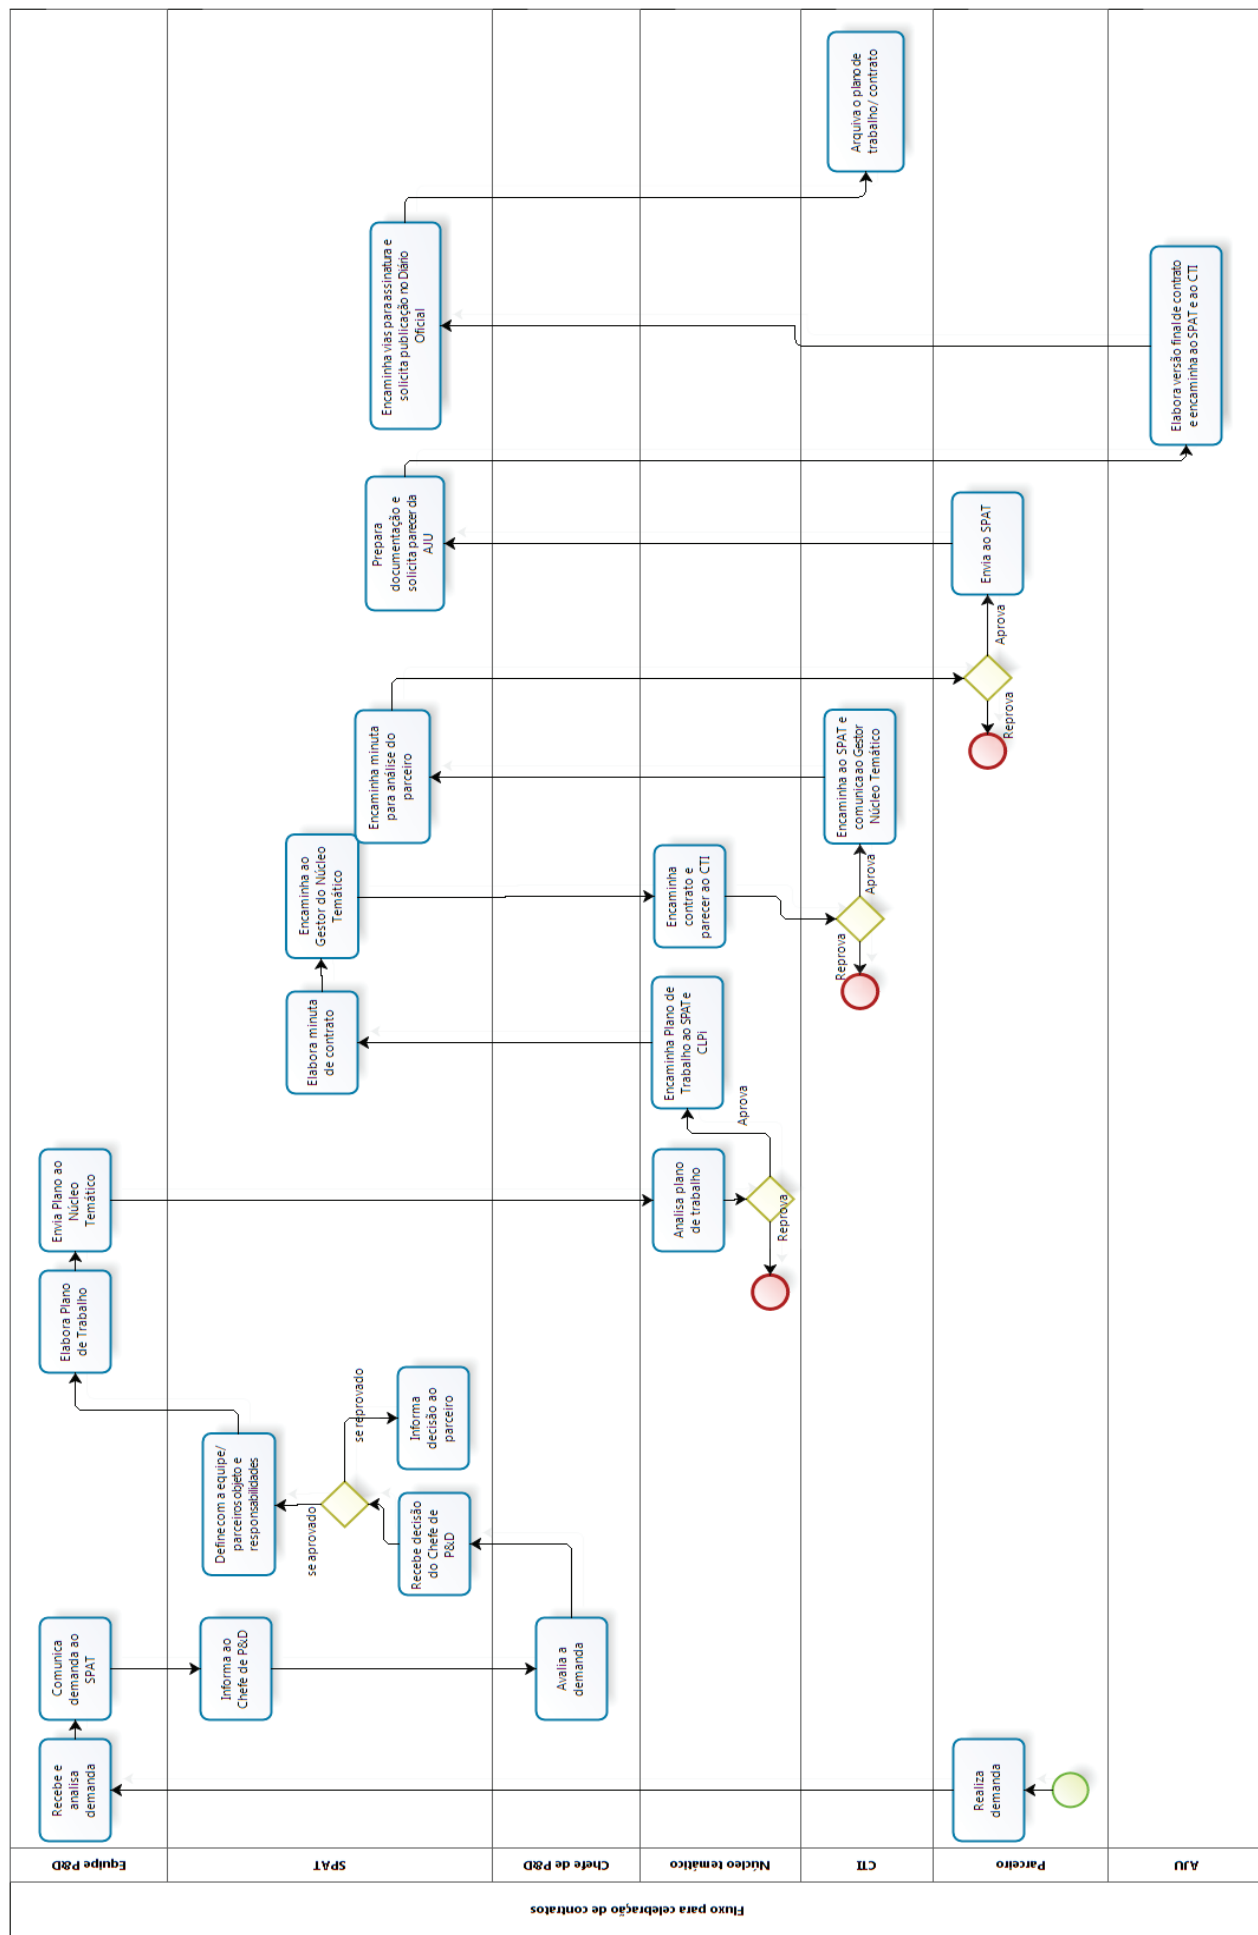 Fluxo para celebração de contratos
Equipe P&D
Recebe e
analisa
demanda
Comunica
demanda ao
SPAT
Elabora Plano
de Trabalho
Envia Plano ao
Núcleo
Temático
SPAT
Informa ao
Chefe de P&D
Define com a equipe/
parceiros objeto e
responsabilidades
se aprovado
se reprovado
Recebe decisão
do Chefe de
P&D
Informa
decisão ao
parceiro
Elabora minuta
de contrato
Encaminha ao
Gestor do Núcleo
Temático
Encaminha minuta
para análise do
parceiro
Prepara
documentação e
solicita parecer da
AJU
Encaminha vias para assinatura e
solicita publicação no Diário
Oficial
Chefe de P&D
Avalia a
demanda
Núcleo temático
Analisa plano
de trabalho
Reprova
Aprova
Encaminha Plano de
Trabalho ao SPAT e
CLPi
Encaminha
contrato e
parecer ao CTI
CTI
Reprova
Aprova
Encaminha ao SPAT e
comunica ao Gestor
Núcleo Temático
Arquiva o plano de
trabalho/ contrato
Parceiro
Realiza
demanda
Reprova
Aprova
Envia ao SPAT
AJU
Elabora versão final de contrato
e encaminha ao SPAT e ao CTI